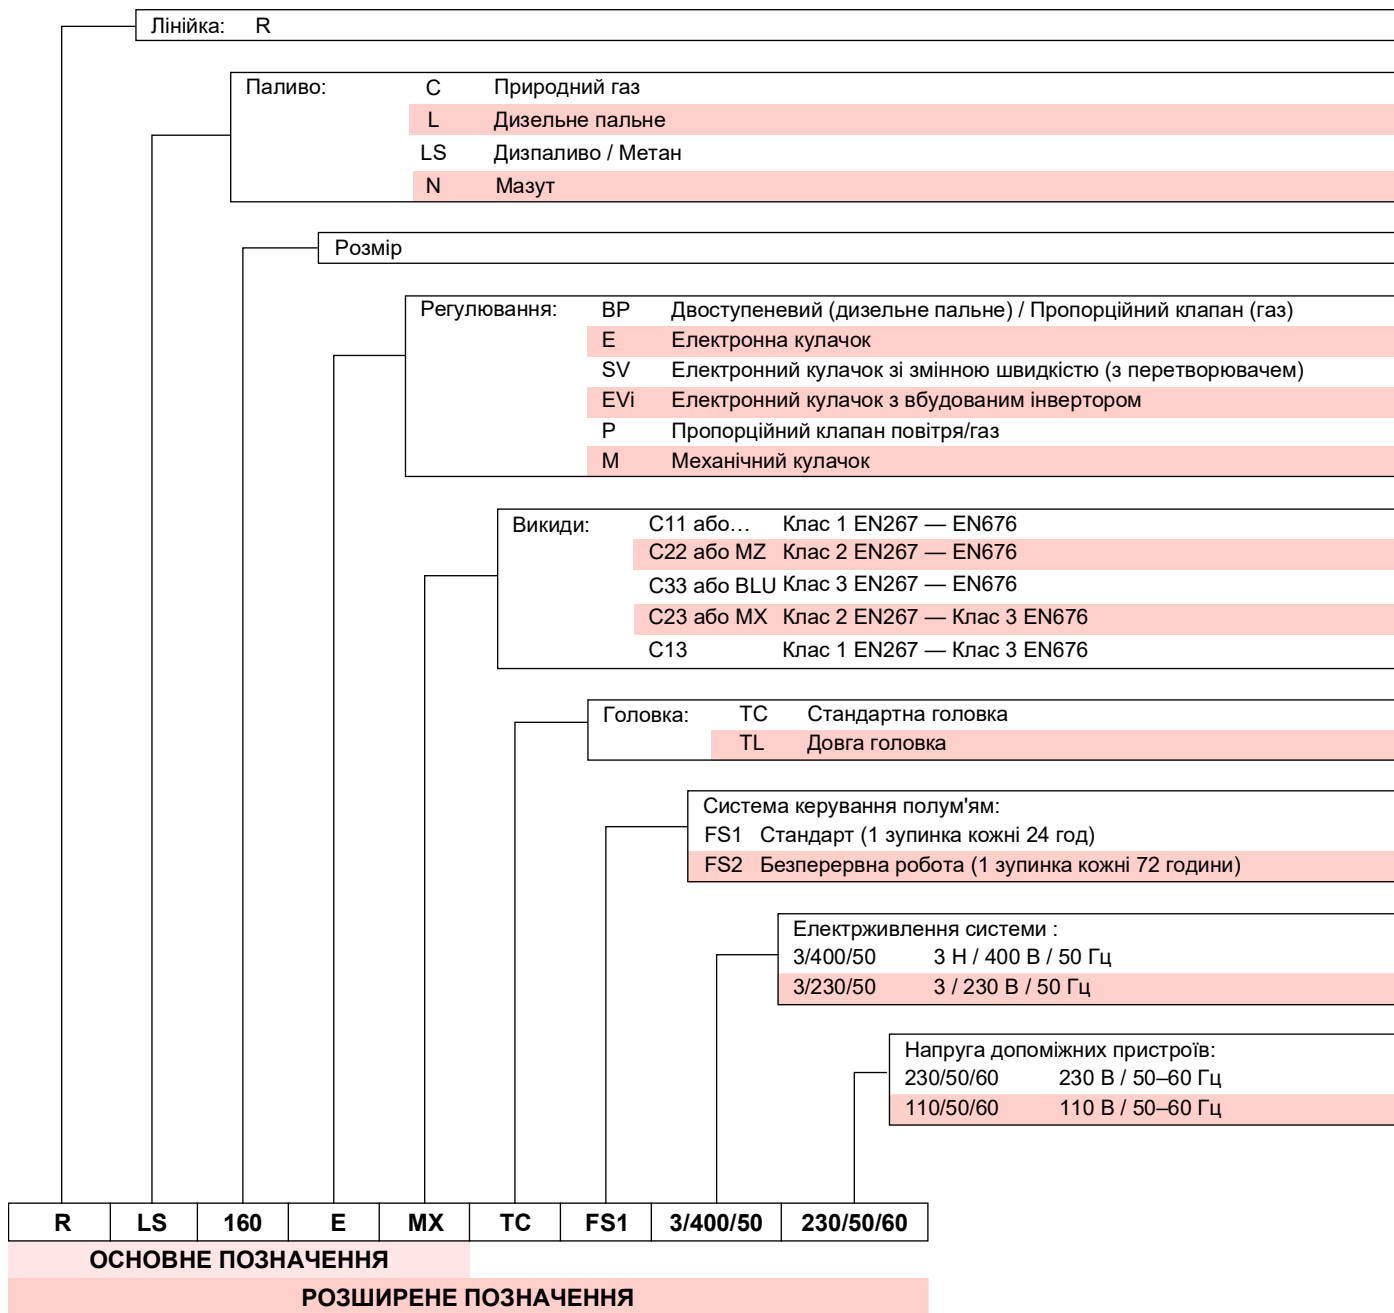 Лінійка: R
Паливо: C Природний газ
L Дизельне пальне
LS Дизпаливо / Метан
N Мазут
Розмір
Регулювання: BP Двоступеневий (дизельне пальне) / Пропорційний клапан (газ)
E Електронна кулачок
SV Електронний кулачок зі змінною швидкістю (з перетворювачем)
EVi Електронний кулачок з вбудованим інвертором
P Пропорційний клапан повітря/газ
M Механічний кулачок
Викиди: C11 або… Клас 1 EN267 — EN676
C22 або MZ Клас 2 EN267 — EN676
C33 або BLU Клас 3 EN267 — EN676
C23 або MX Клас 2 EN267 — Клас 3 EN676
C13 Клас 1 EN267 — Клас 3 EN676
Головка: TC Стандартна головка
TL Довга головка
Система керування полум'ям:
FS1 Стандарт (1 зупинка кожні 24 год)
FS2 Безперервна робота (1 зупинка кожні 72 години)
Електрживлення системи :
3/400/50 3 Н / 400 В / 50 Гц
3/230/50 3 / 230 В / 50 Гц
Напруга допоміжних пристроїв:
230/50/60 230 В / 50–60 Гц
110/50/60 110 В / 50–60 Гц
R LS 160 E MX TC FS1 3/400/50 230/50/60
ОСНОВНЕ ПОЗНАЧЕННЯ
РОЗШИРЕНЕ ПОЗНАЧЕННЯ